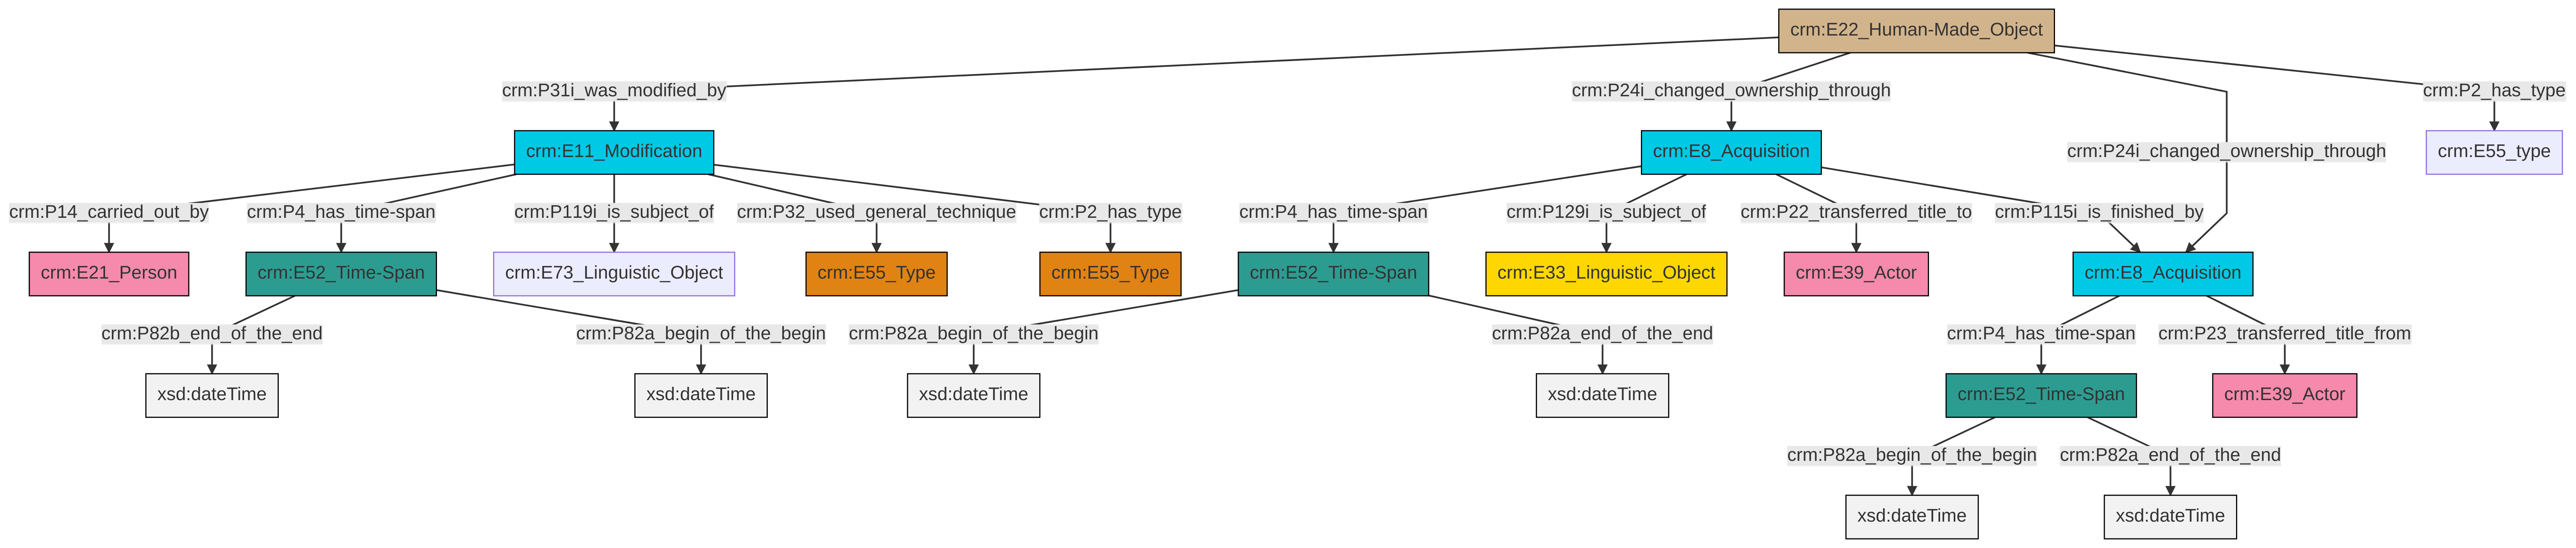 crm:E22_Human-Made_Object
crm:P31i_was_modified_by
crm:P24i_changed_ownership_through
crm:P2_has_type
crm:E11_Modification
crm:E8_Acquisition
crm:P24i_changed_ownership_through
crm:E55_type
crm:P14_carried_out_by
crm:P4_has_time-span
crm:P119i_is_subject_of
crm:P32_used_general_technique
crm:P2_has_type
crm:P4_has_time-span
crm:P129i_is_subject_of
crm:P22_transferred_title_to
crm:P115i_is_finished_by
crm:E21_Person
crm:E52_Time-Span
crm:E73_Linguistic_Object
crm:E55_Type
crm:E55_Type
crm:E52_Time-Span
crm:E33_Linguistic_Object
crm:E39_Actor
crm:E8_Acquisition
crm:P82b_end_of_the_end
crm:P82a_begin_of_the_begin
crm:P82a_begin_of_the_begin
crm:P82a_end_of_the_end
crm:P4_has_time-span
crm:P23_transferred_title_from
xsd:dateTime
xsd:dateTime
xsd:dateTime
xsd:dateTime
crm:E52_Time-Span
crm:E39_Actor
crm:P82a_begin_of_the_begin
crm:P82a_end_of_the_end
xsd:dateTime
xsd:dateTime